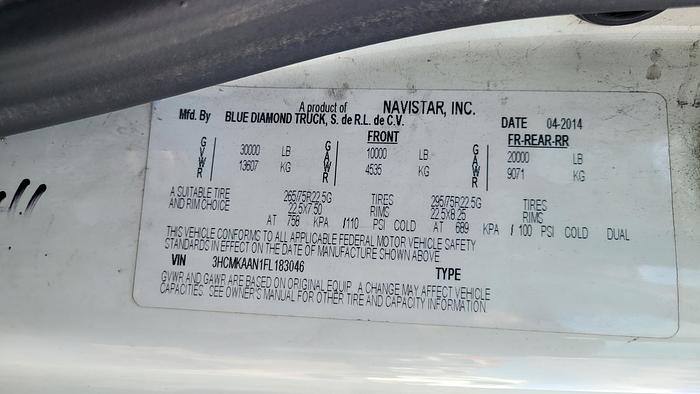 A product of NAVISTAR, INC.
Mfd. By BLUE DIAMOND TRUCK, S. de R.L. de C.V. DATE 04-2014
FRONT FR-REAR-RR
GVWR 30000 LB GAWR 10000 LB GAWR 20000 LB
13607 KG 4535 KG 9071 KG
A SUITABLE TIRE 265/75R22.5G TIRES 295/75R22.5G TIRES
AND RIM CHOICE 22.5X7.50 RIMS 22.5X8.25 RIMS
AT 758 KPA /110 PSI COLD AT 689 KPA / 100 PSI COLD DUAL
THIS VEHICLE CONFORMS TO ALL APPLICABLE FEDERAL MOTOR VEHICLE SAFETY
STANDARDS IN EFFECT ON THE DATE OF MANUFACTURE SHOWN ABOVE
VIN 3HCMKAAN1FL183046 TYPE
GVWR AND GAWR ARE BASED ON ORIGINAL EQUIP. A CHANGE MAY AFFECT VEHICLE
CAPACITIES. SEE OWNER'S MANUAL FOR OTHER TIRE AND CAPACITY INFORMATION